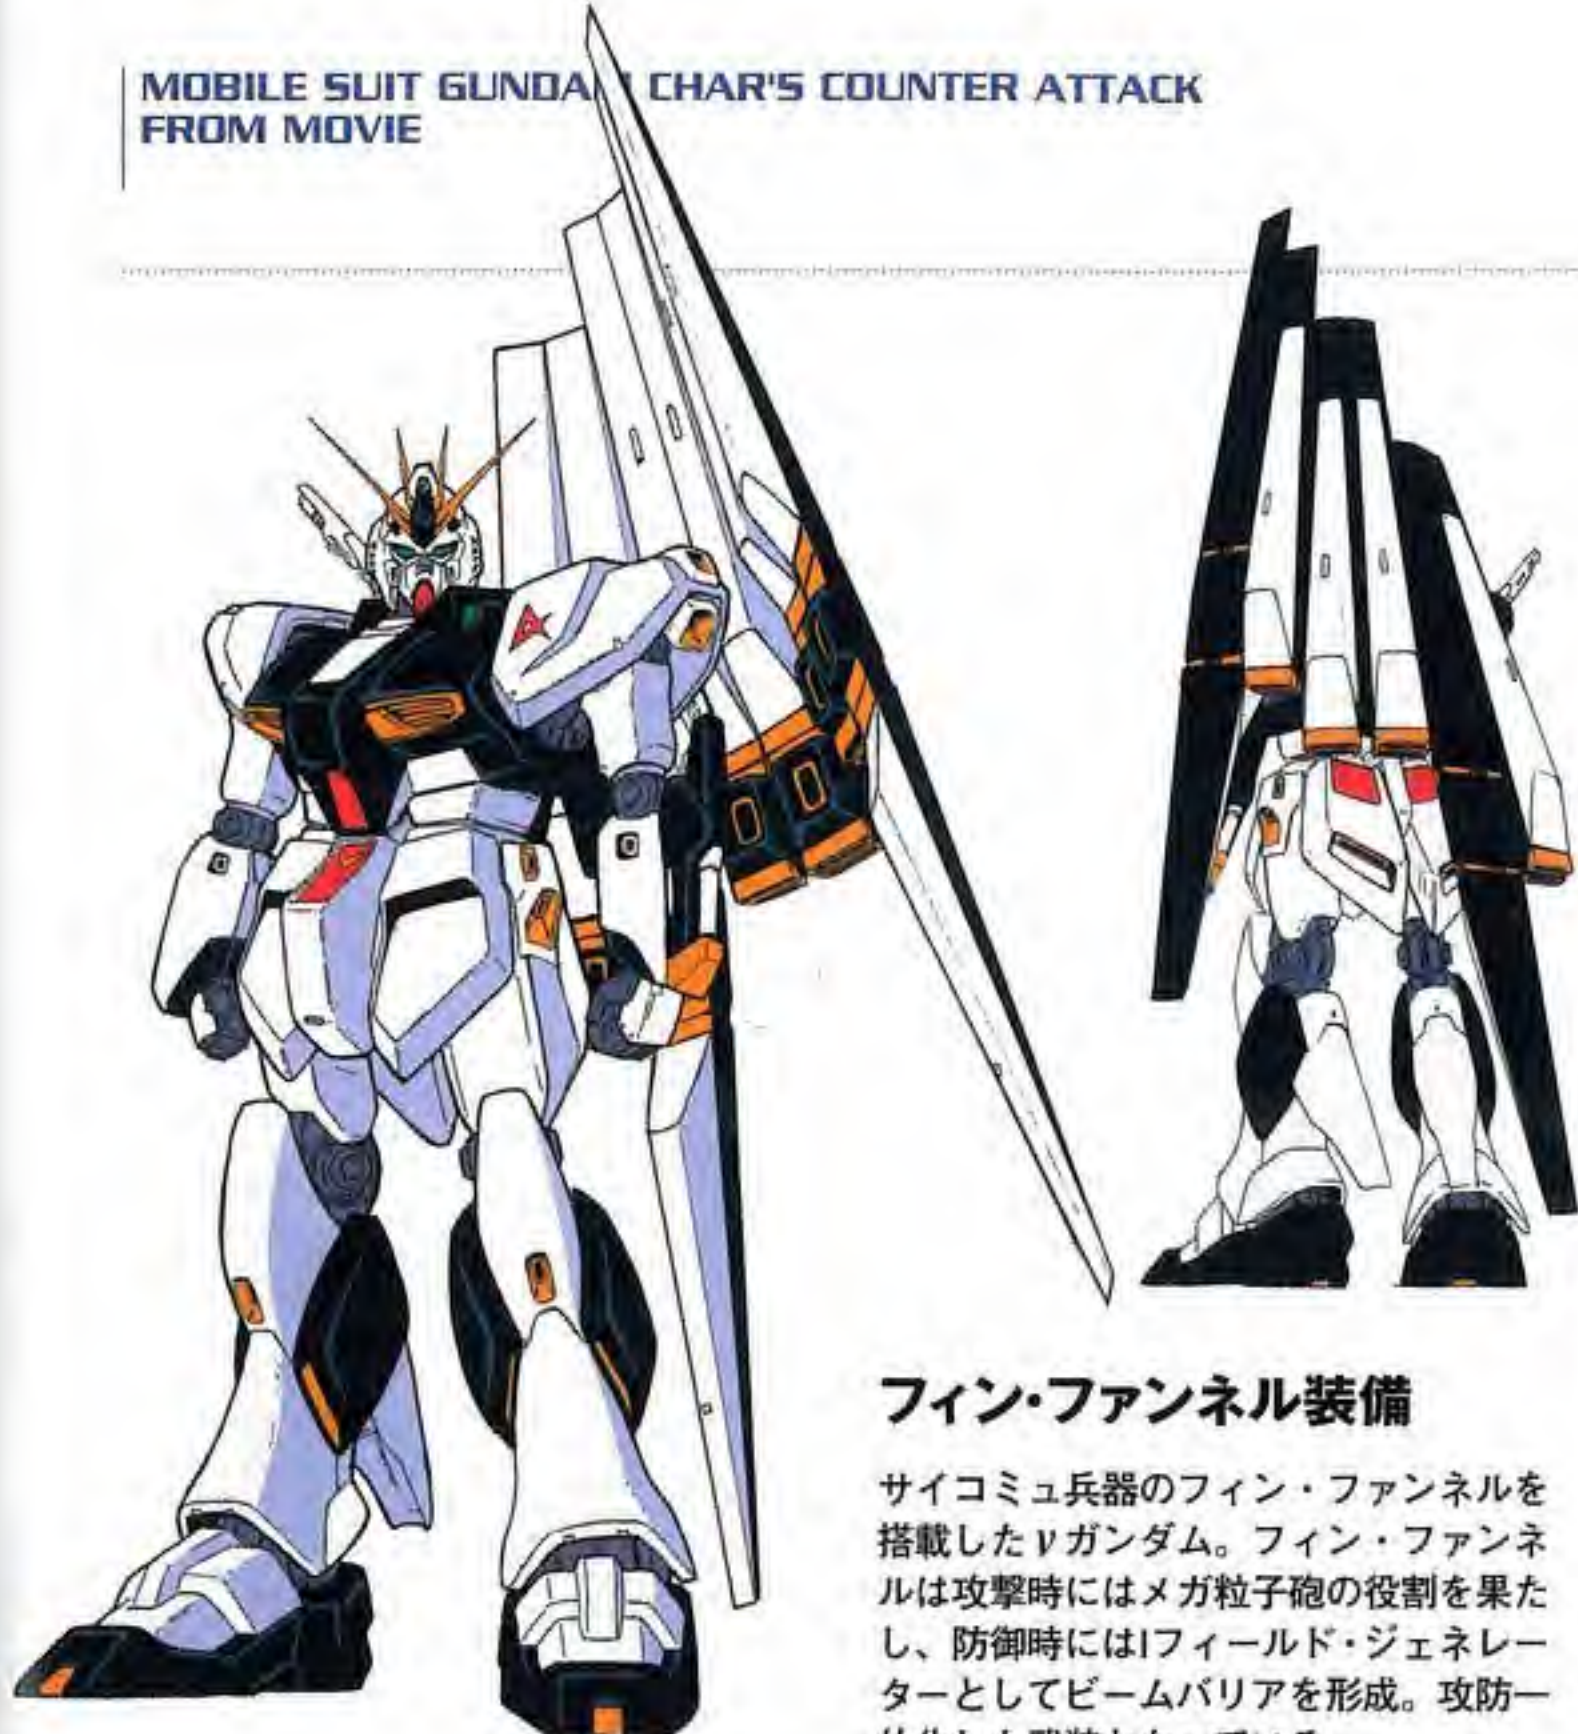 MOBILE SUIT GUNDA CHAR'S COUNTER ATTACK
FROM MOVIE
フィン・ファンネル装備
サイコミュ兵器のフィン・ファンネルを
搭載したνガンダム。フィン・ファンネ
ルは攻撃時にはメガ粒子砲の役割を果た
し、防御時にはIフィールド・ジェネレー
ターとしてビームバリアを形成。攻防一